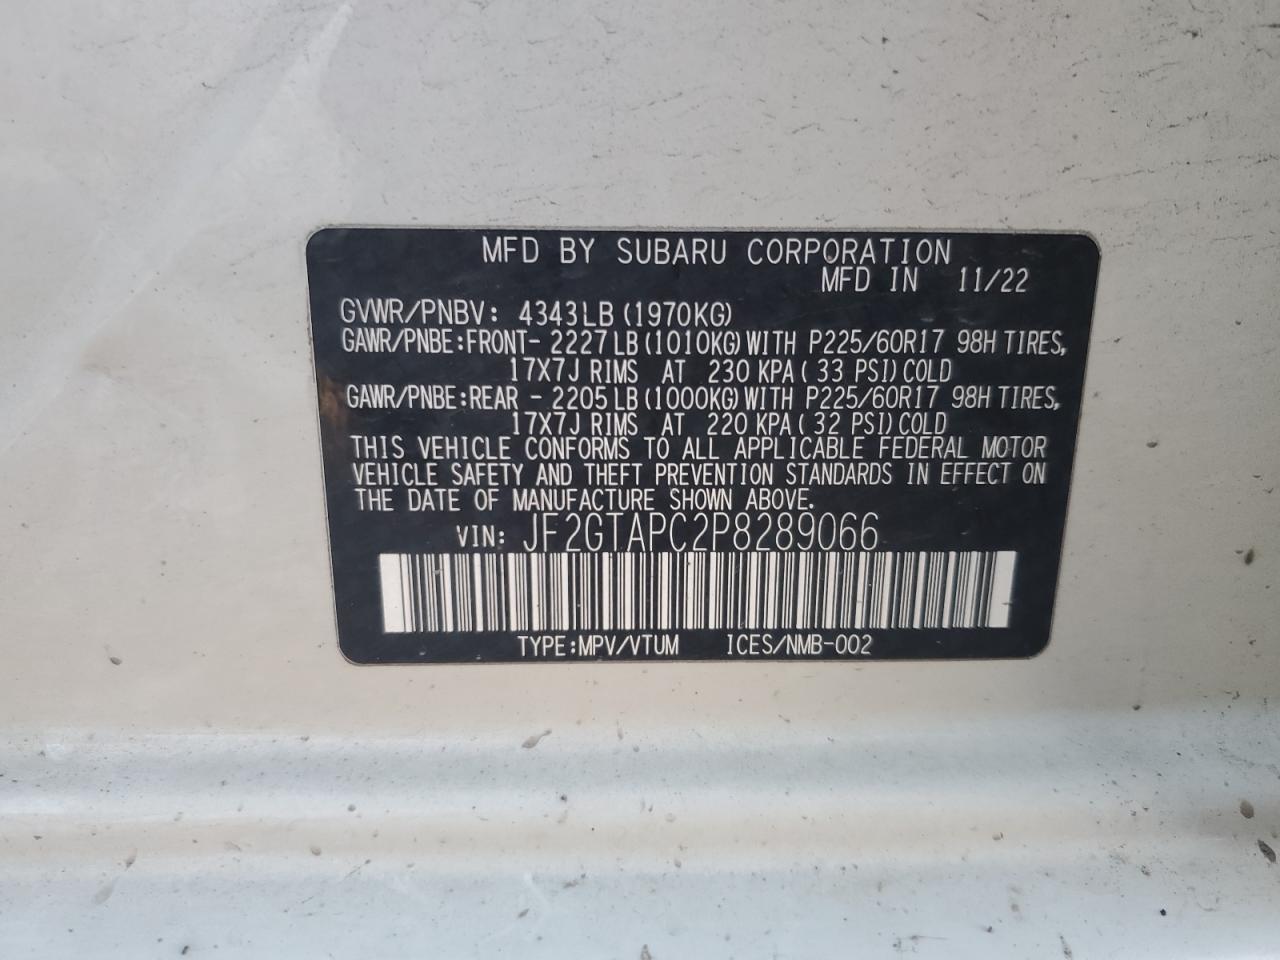 MFD BY SUBARU CORPORATION
MFD IN 11/22
GVWR/PNBV: 4343LB (1970KG)
GAWR/PNBE:FRONT- 2227LB (1010KG) WITH P225/60R17 98H TIRES,
17X7J RIMS AT 230 KPA ( 33 PSI) COLD
GAWR/PNBE:REAR - 2205LB (1000KG) WITH P225/60R17 98H TIRES,
17X7J RIMS AT 220 KPA ( 32 PSI) COLD
THIS VEHICLE CONFORMS TO ALL APPLICABLE FEDERAL MOTOR
VEHICLE SAFETY AND THEFT PREVENTION STANDARDS IN EFFECT ON
THE DATE OF MANUFACTURE SHOWN ABOVE.
VIN: JF2GTAPC2P8289066
TYPE:MPV/VTUM ICES/NMB-002